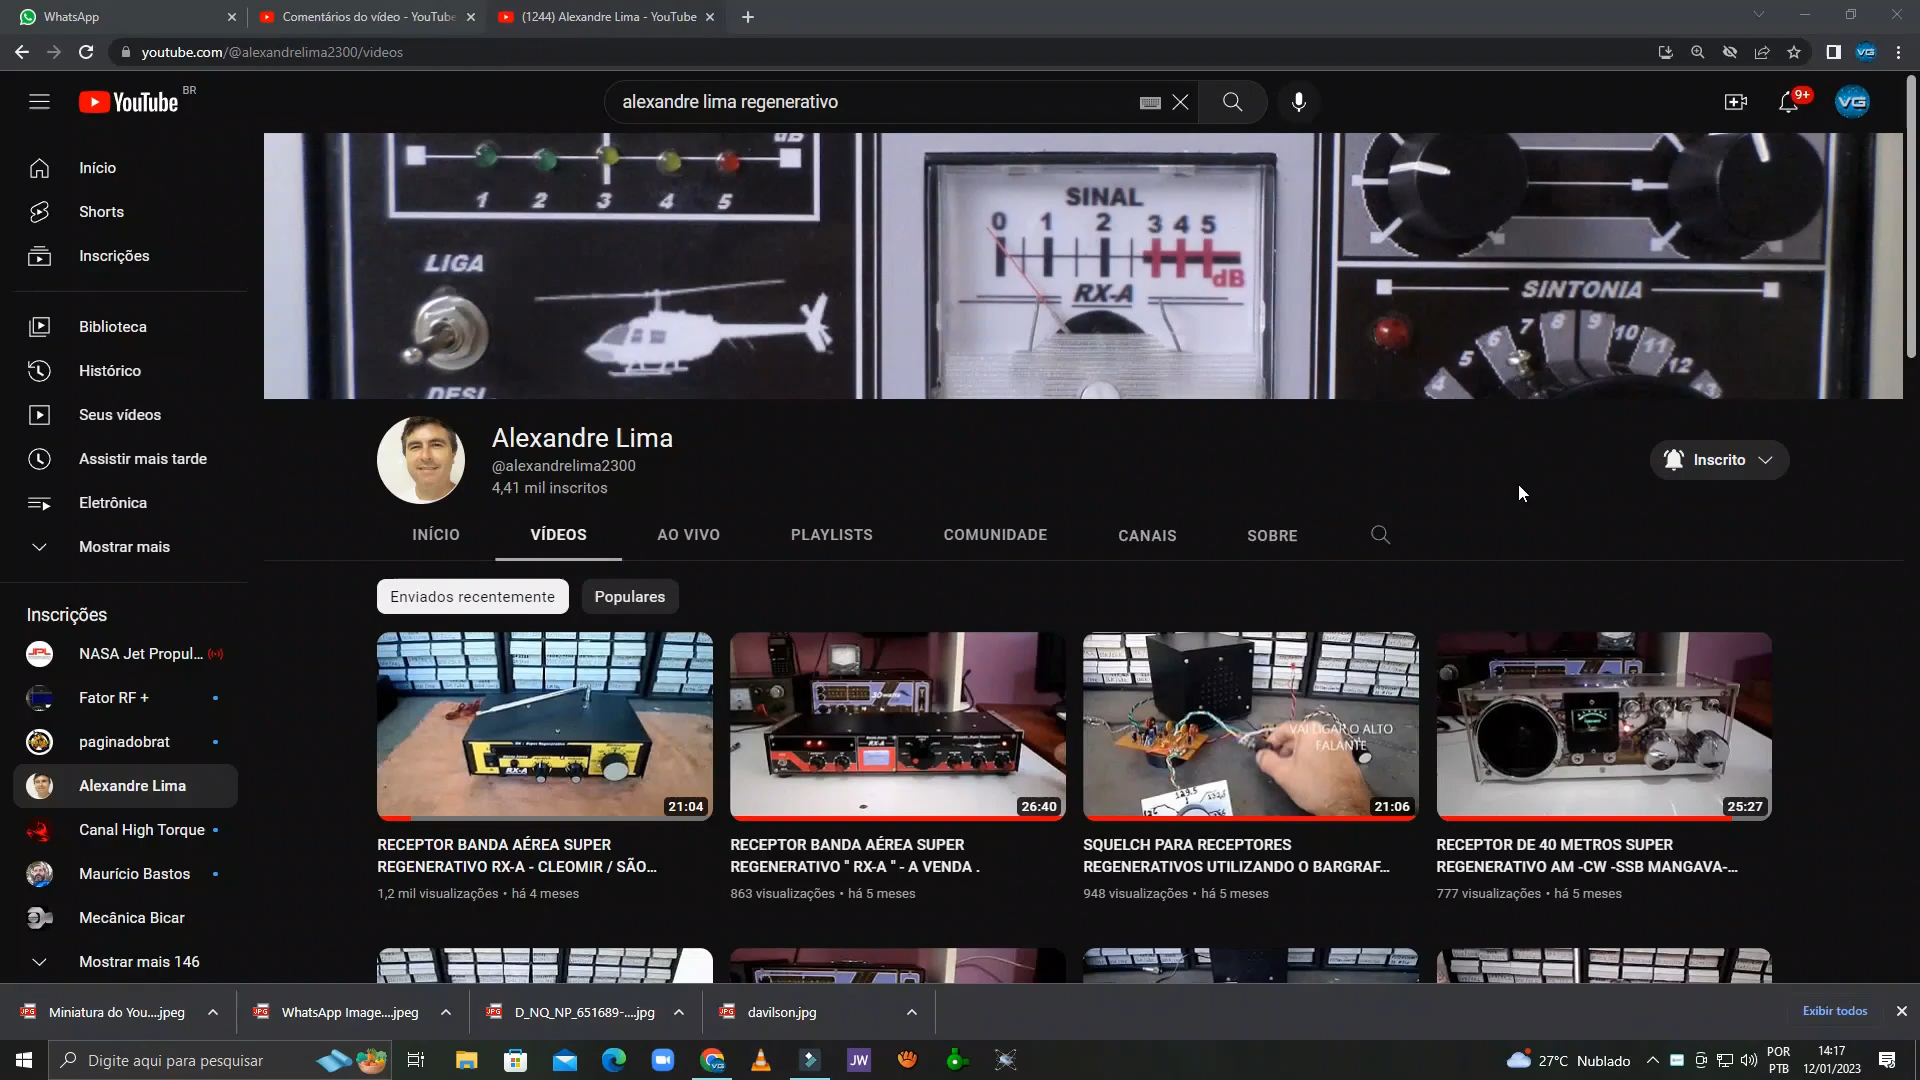 WhatsApp
Comentários do vídeo - YouTube
(1244) Alexandre Lima - YouTube
youtube.com/@alexandrelima2300/videos
YouTube BR
alexandre lima regenerativo
9+
VG
Início
Shorts
Inscrições
Biblioteca
Histórico
Seus vídeos
Assistir mais tarde
Eletrônica
Mostrar mais
Inscrições
NASA Jet Propul...
Fator RF +
paginadobrat
Alexandre Lima
Canal High Torque
Maurício Bastos
Mecânica Bicar
Mostrar mais 146
dB
1 2 3 4 5
LIGA
DESL
SINAL
0 1 2 3 4 5
dB
RX-A
SINTONIA
4 5 6 7 8 9 10 11 12 13
Alexandre Lima
@alexandrelima2300
4,41 mil inscritos
Inscrito
INÍCIO VÍDEOS AO VIVO PLAYLISTS COMUNIDADE CANAIS SOBRE
Enviados recentemente Populares
RX-A
21:04
RECEPTOR BANDA AÉREA SUPER
REGENERATIVO RX-A - CLEOMIR / SÃO...
1,2 mil visualizações • há 4 meses
30 watts
RX-A
26:40
RECEPTOR BANDA AÉREA SUPER
REGENERATIVO " RX-A " - A VENDA .
863 visualizações • há 5 meses
VAI LIGAR O ALTO
FALANTE
21:06
SQUELCH PARA RECEPTORES
REGENERATIVOS UTILIZANDO O BARGRAF...
948 visualizações • há 5 meses
25:27
RECEPTOR DE 40 METROS SUPER
REGENERATIVO AM -CW -SSB MANGAVA-...
777 visualizações • há 5 meses
Miniatura do You....jpeg
WhatsApp Image....jpeg
D_NQ_NP_651689-....jpg
davilson.jpg
Exibir todos
Digite aqui para pesquisar
JW
27°C Nublado
POR
PTB
14:17
12/01/2023